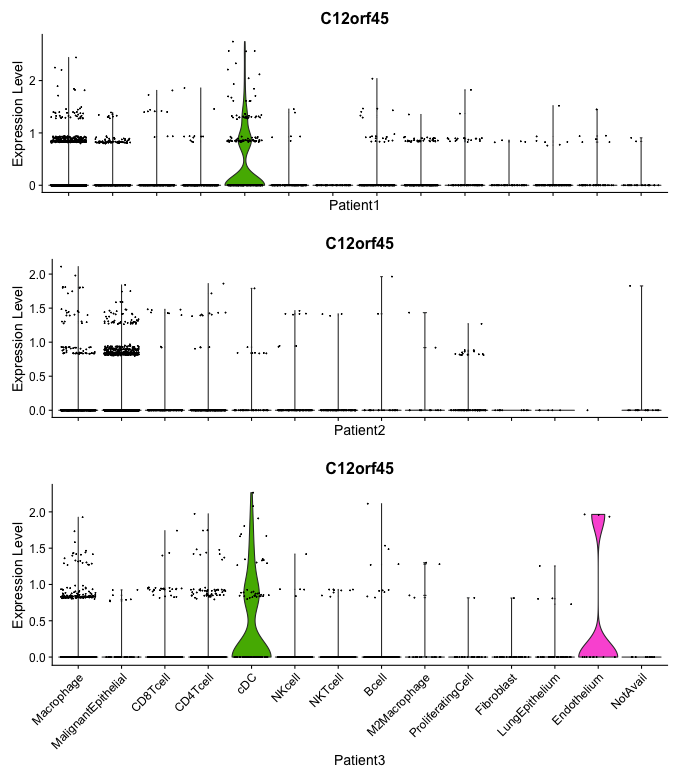 C12orf45
Expression Level
2
1
0
Patient1
C12orf45
Expression Level
2.0
1.5
1.0
0.5
0.0
Patient2
C12orf45
Expression Level
2.0
1.5
1.0
0.5
0.0
Macrophage
MalignantEpithelial
CD8Tcell
CD4Tcell
cDC
NKcell
NKTcell
Bcell
M2Macrophage
ProliferatingCell
Fibroblast
LungEpithelium
Endothelium
NotAvail
Patient3